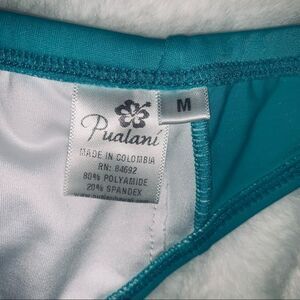 Pualani
M
MADE IN COLOMBIA
RN: 84692
80% POLYAMIDE
20% SPANDEX